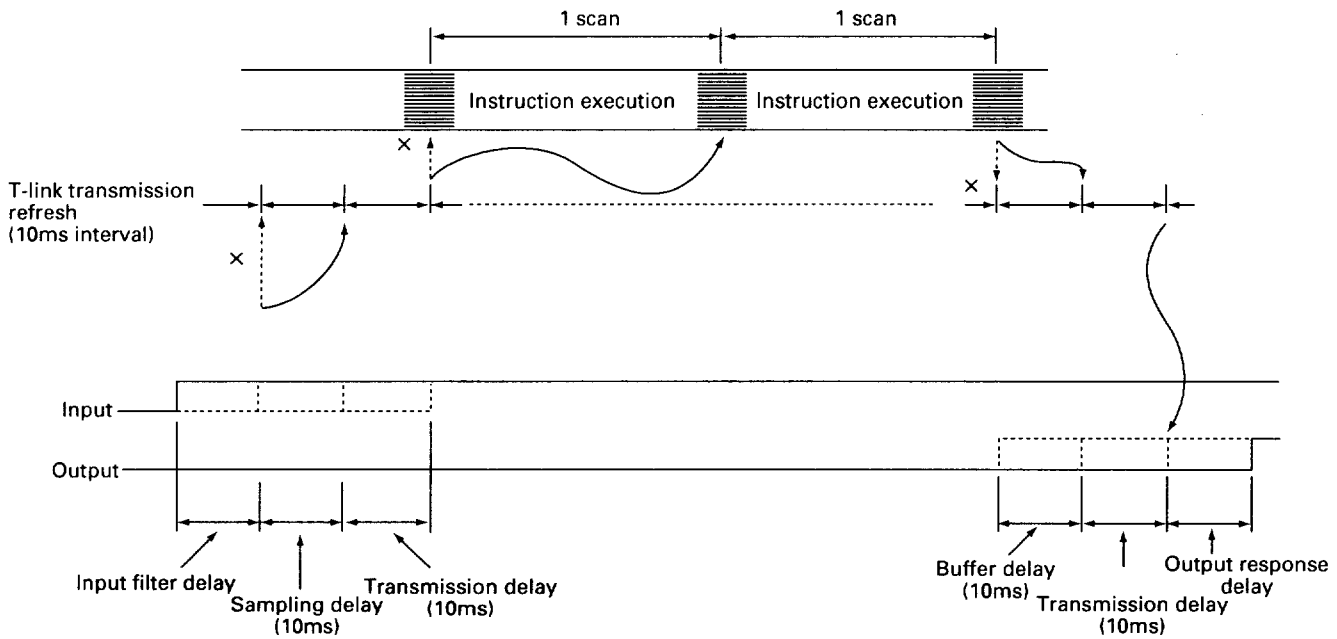 1 scan
1 scan
Instruction execution
Instruction execution
×
×
T-link transmission
refresh
(10ms interval)
×
Input
Output
Input filter delay
Sampling delay
(10ms)
Transmission delay
(10ms)
Buffer delay
(10ms)
Transmission delay
(10ms)
Output response
delay